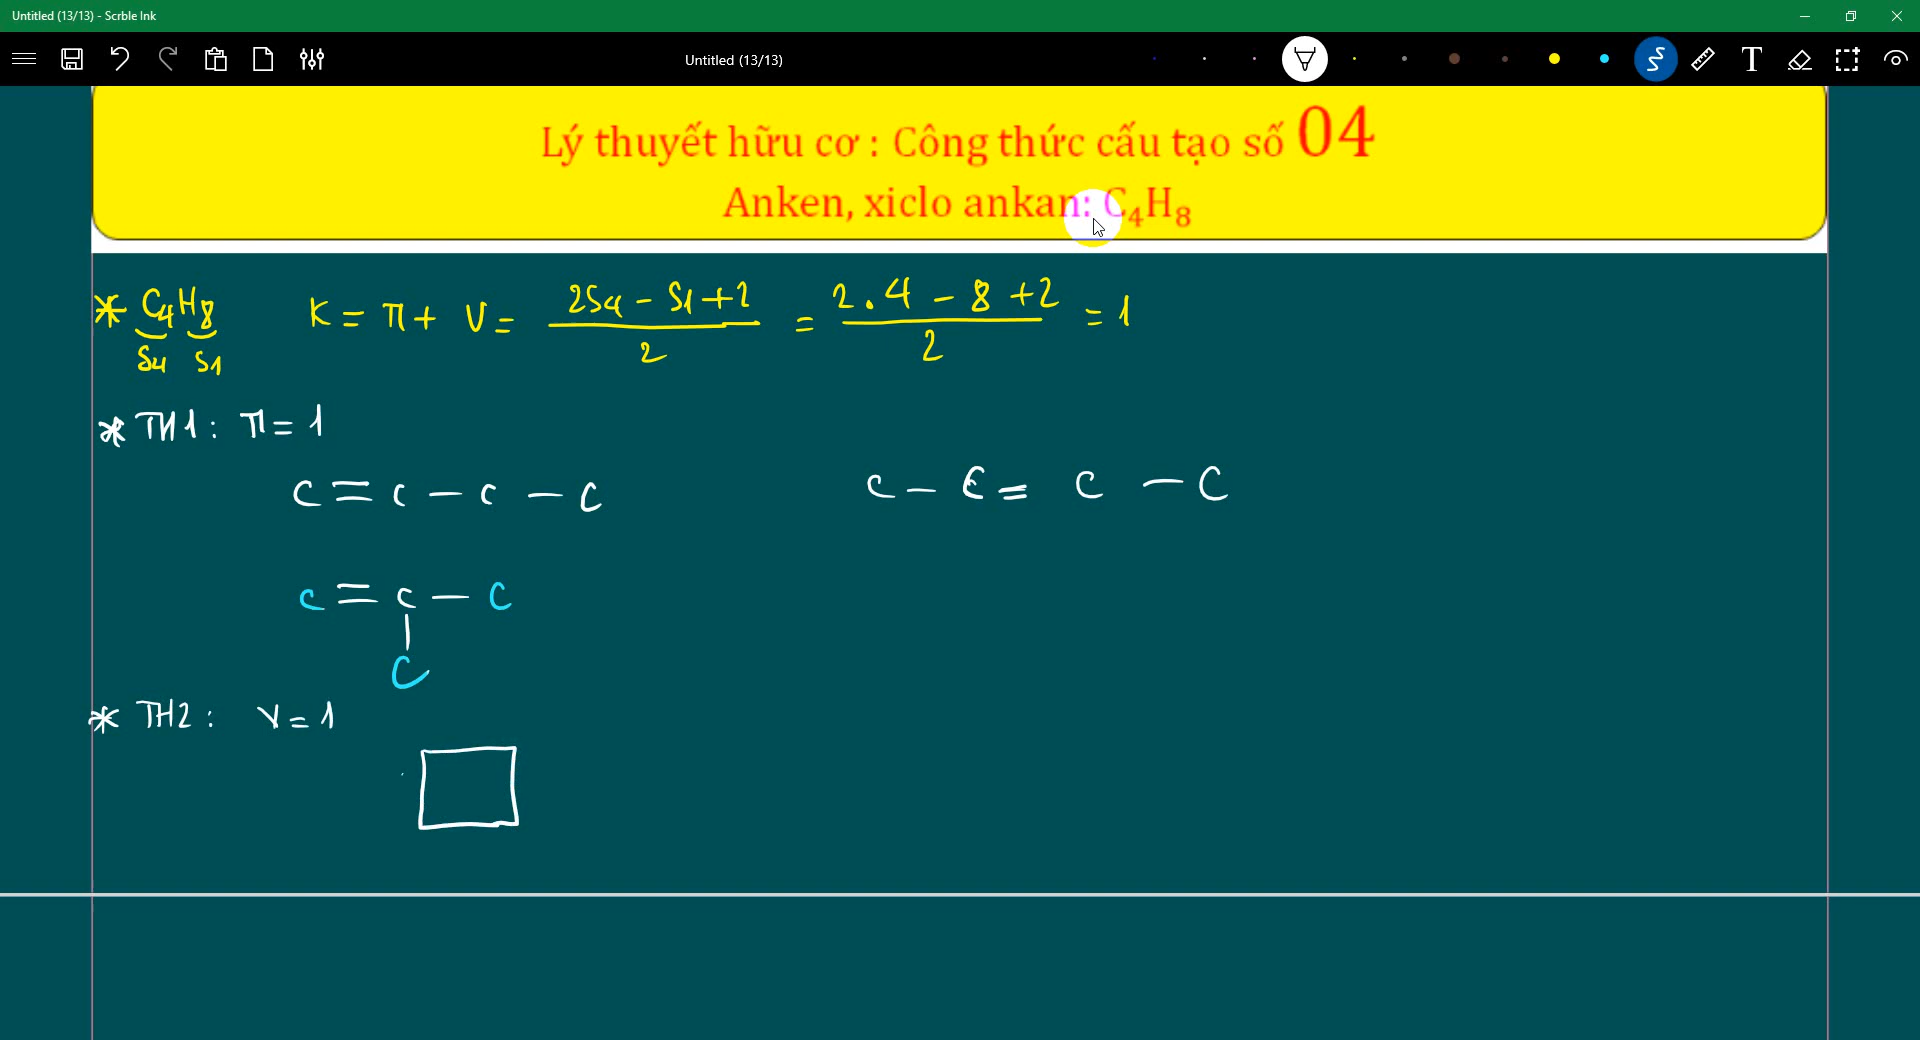 Untitled (13/13) - Scrble Ink
Untitled (13/13)
T
Lý thuyết hữu cơ : Công thức cấu tạo số 04
Anken, xiclo ankan: C₄H₈
* C₄H₈ K = π + V = (2S4 - S1 + 2)/2 = (2.4 - 8 + 2)/2 = 1
S4 S1
* TH1: π = 1
C = C - C - C C - C = C - C
C = C - C
|
C
* TH2: V = 1